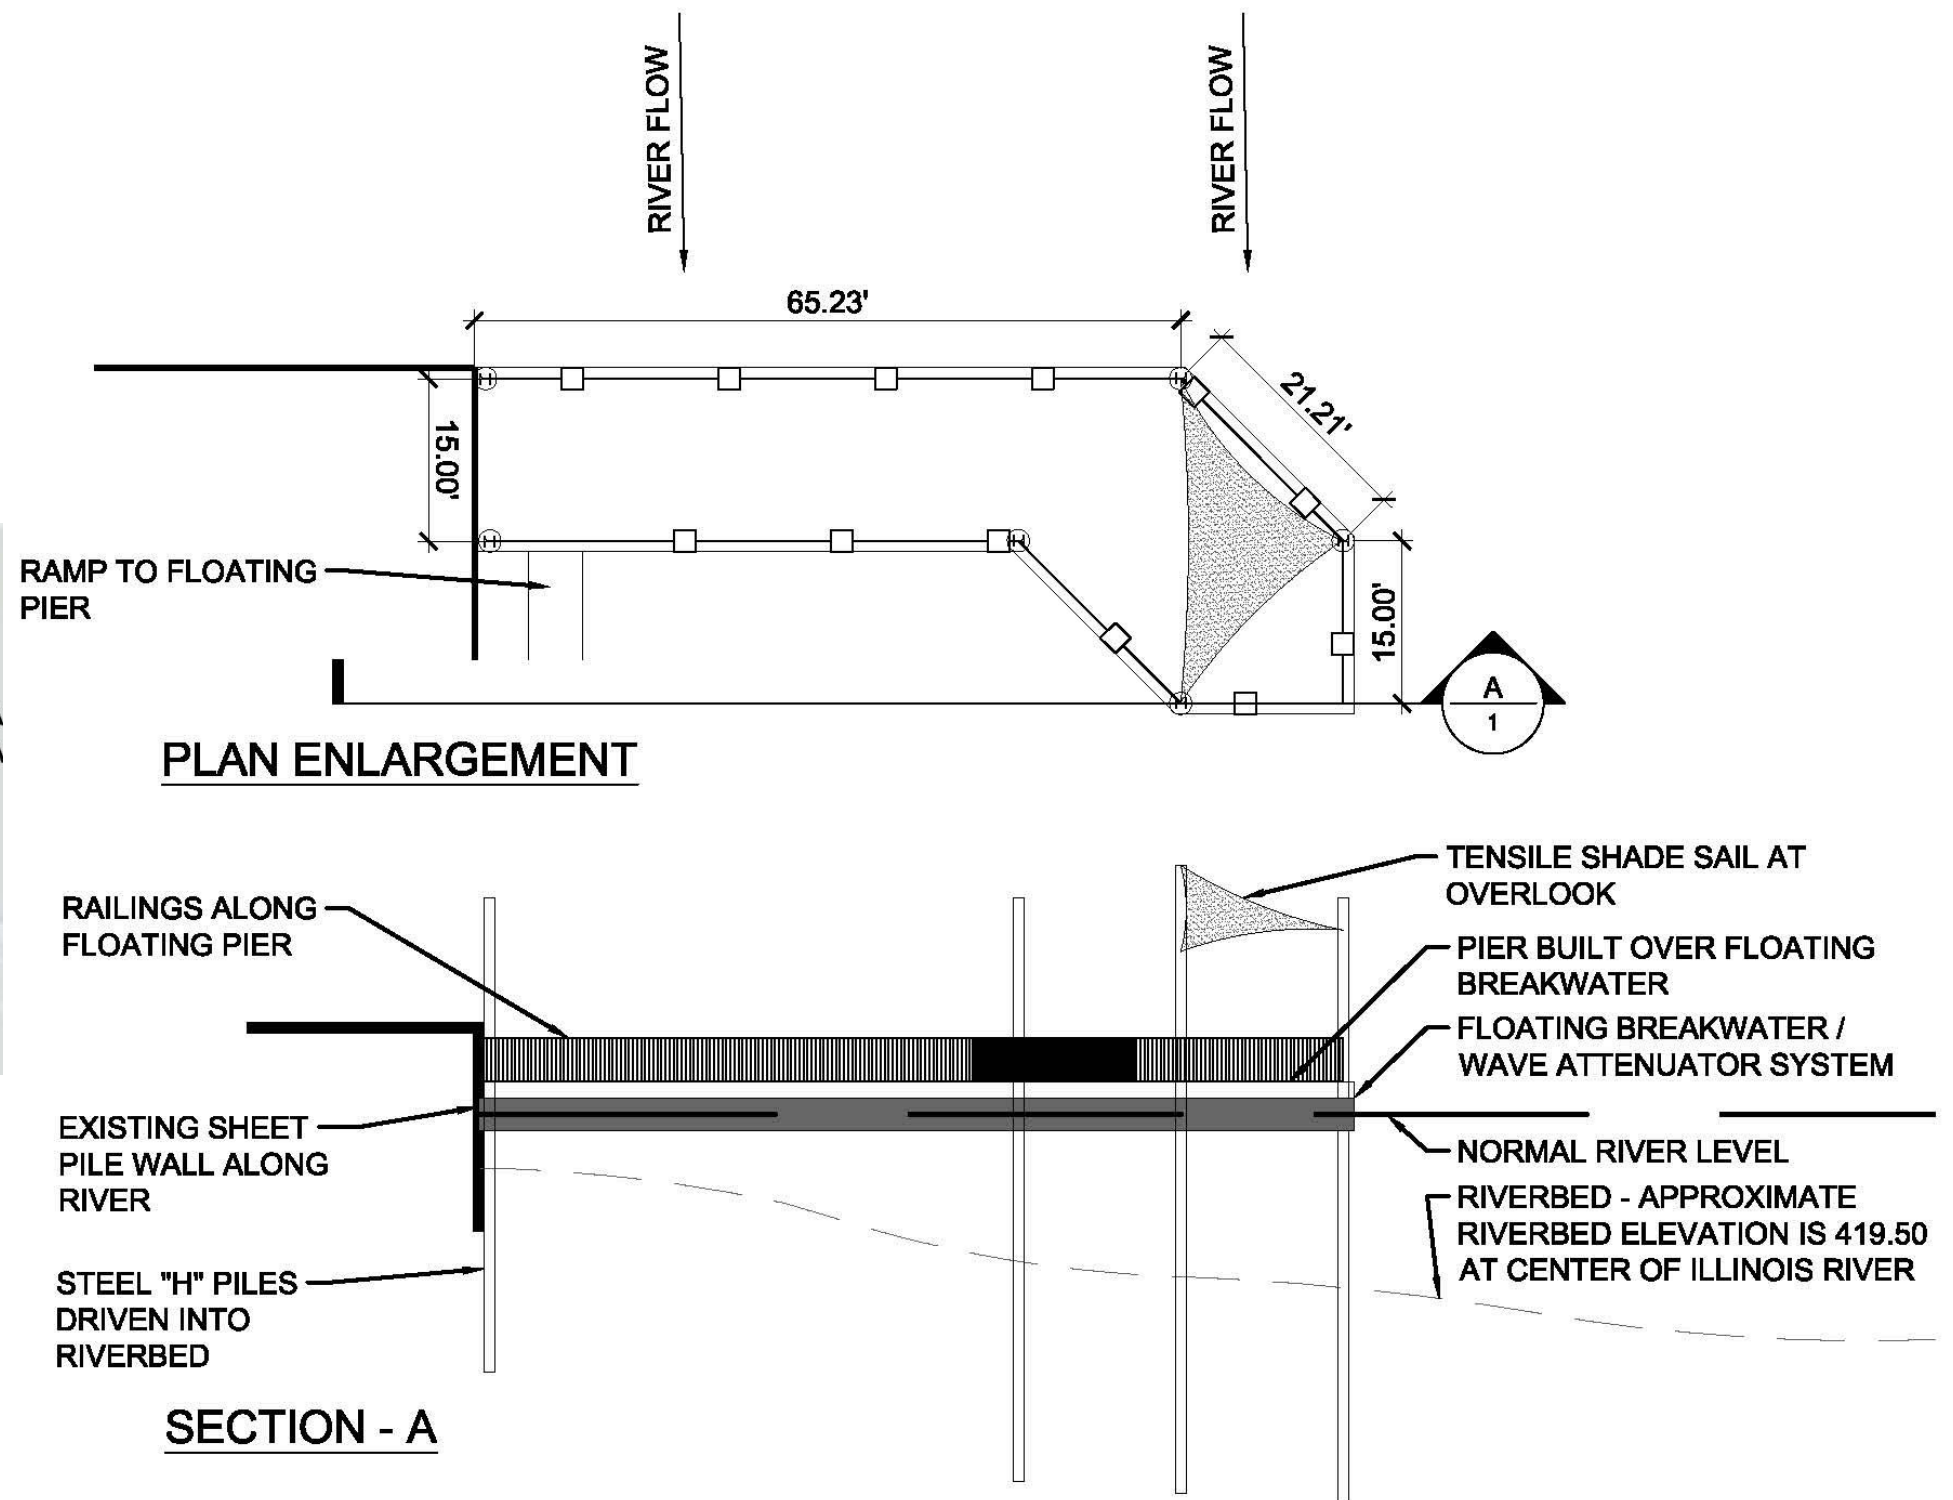 RIVER FLOW
RIVER FLOW
65.23'
21.21'
15.00'
15.00'
RAMP TO FLOATING
PIER
A
1
PLAN ENLARGEMENT
TENSILE SHADE SAIL AT
OVERLOOK
RAILINGS ALONG
FLOATING PIER
PIER BUILT OVER FLOATING
BREAKWATER
FLOATING BREAKWATER /
WAVE ATTENUATOR SYSTEM
EXISTING SHEET
PILE WALL ALONG
RIVER
NORMAL RIVER LEVEL
RIVERBED - APPROXIMATE
RIVERBED ELEVATION IS 419.50
AT CENTER OF ILLINOIS RIVER
STEEL "H" PILES
DRIVEN INTO
RIVERBED
SECTION - A